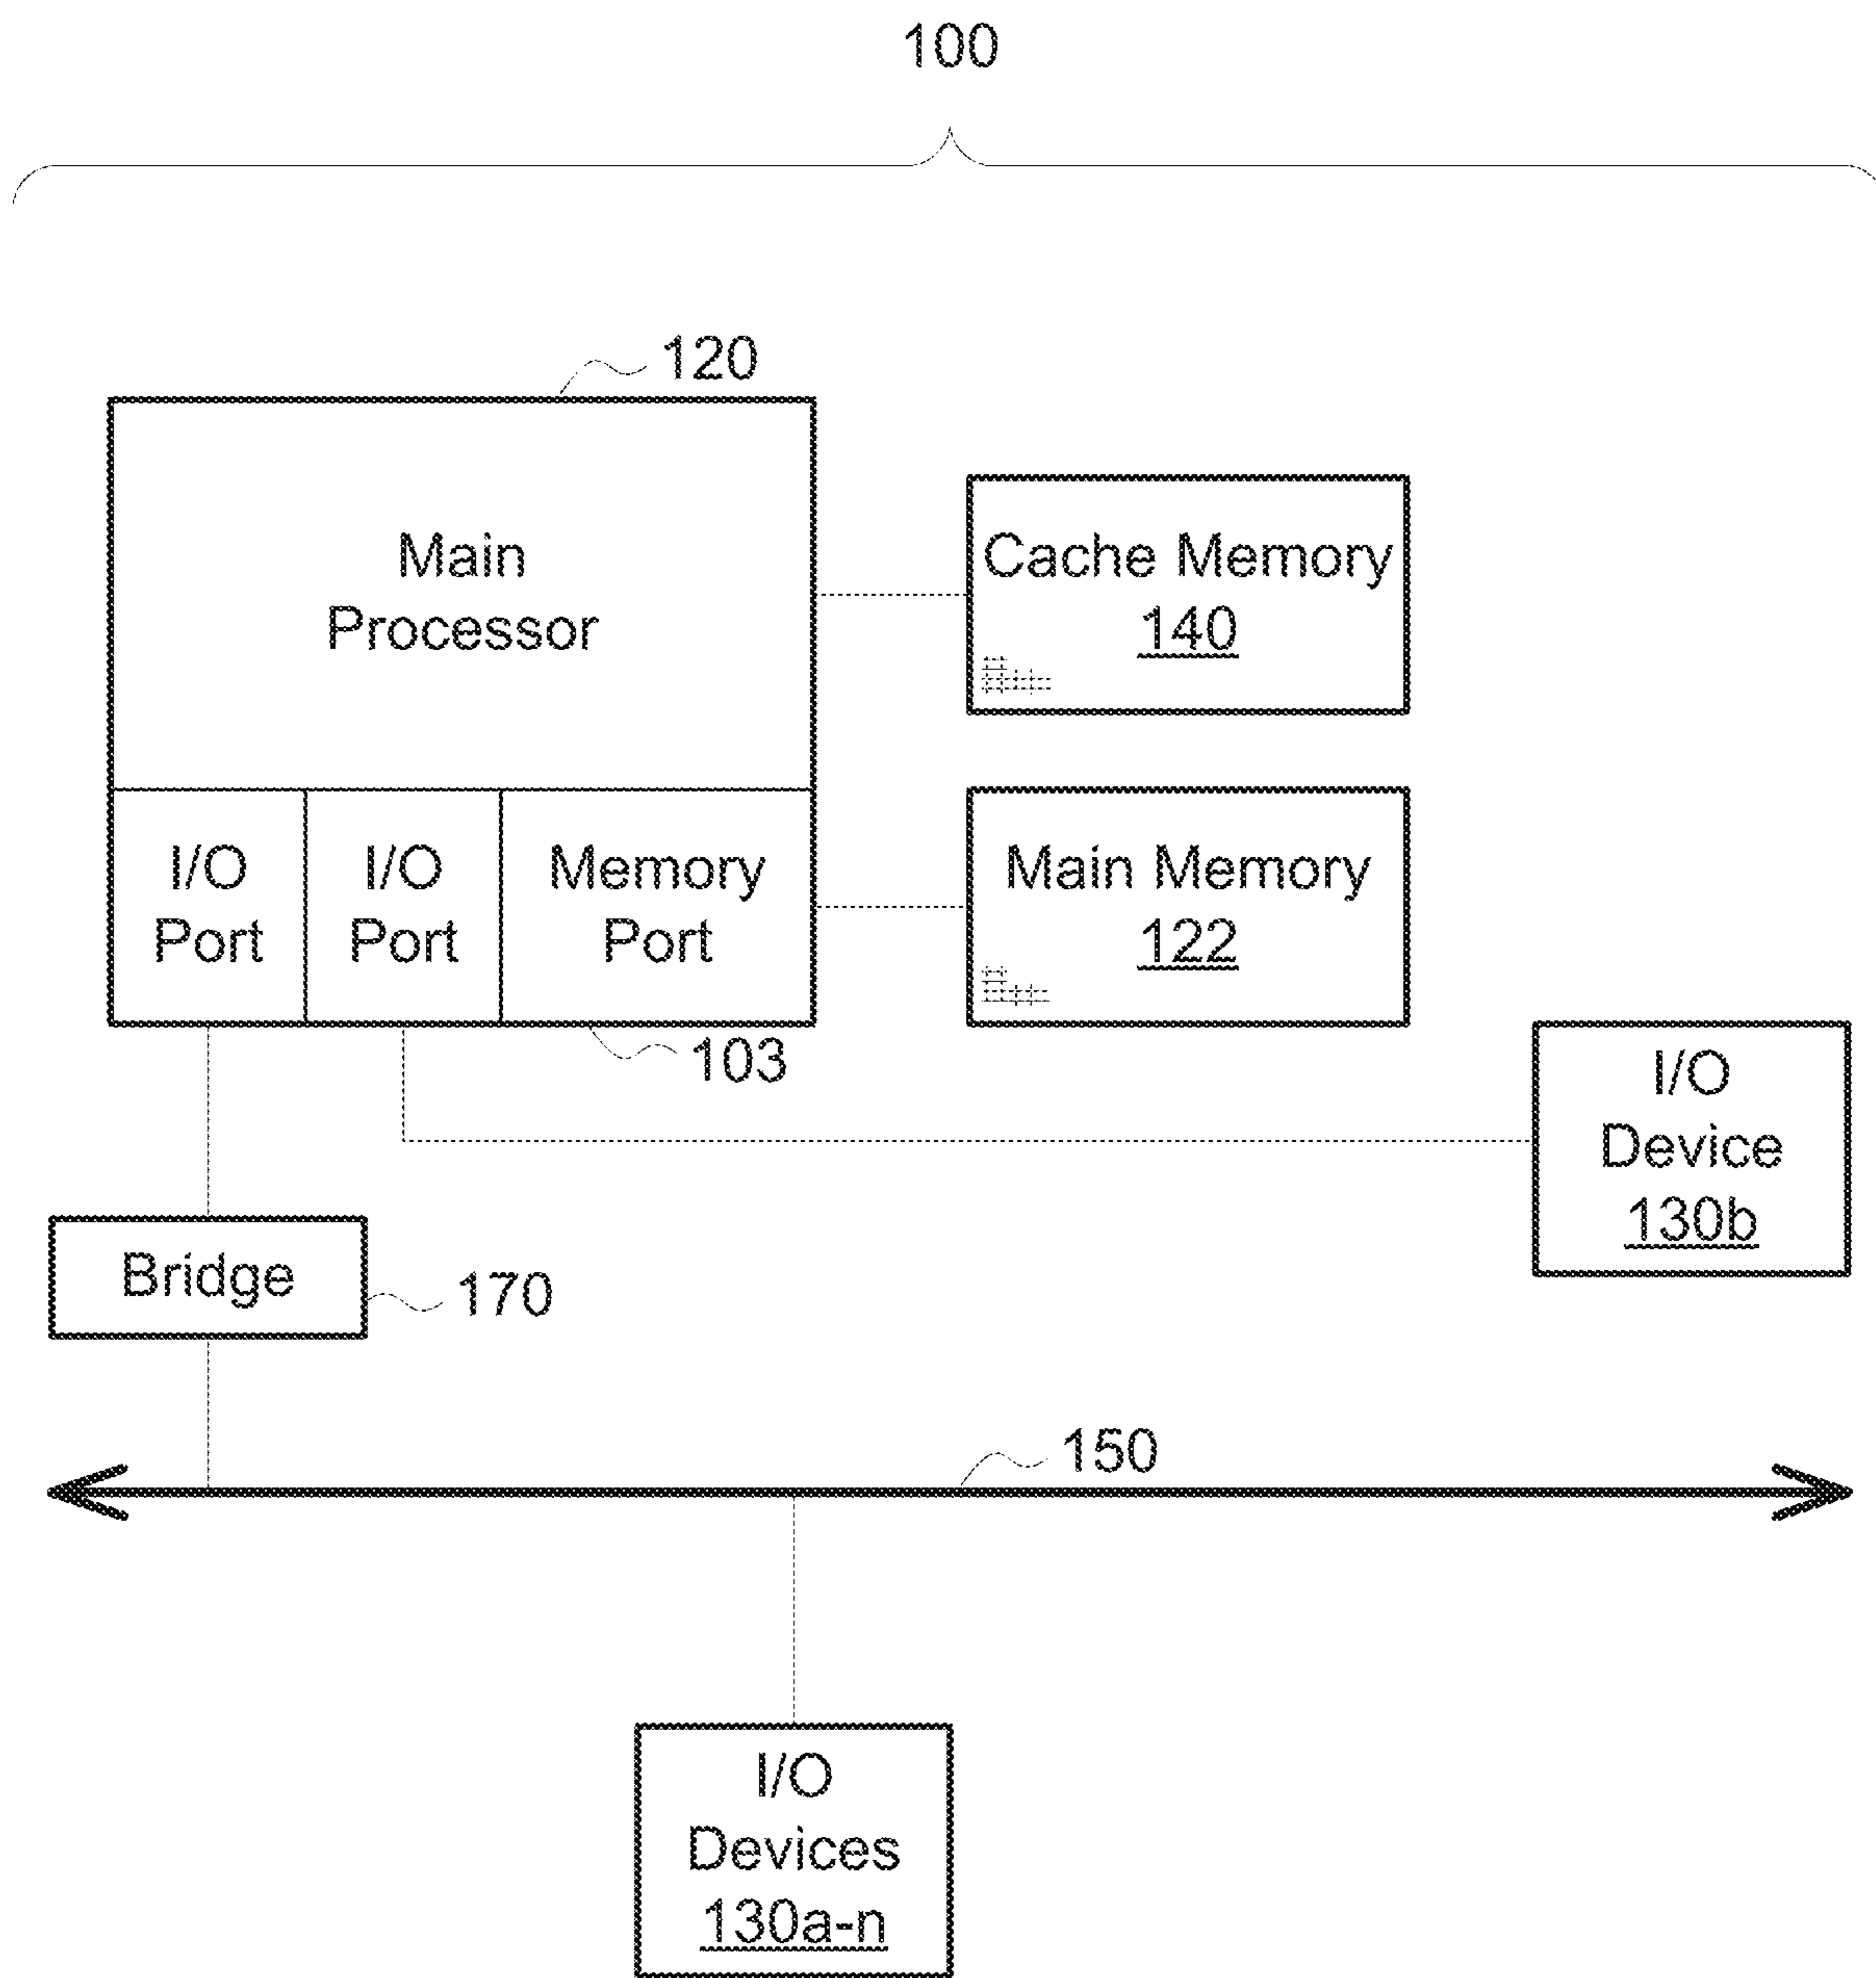 100
120
Main
Processor
Cache Memory
140
I/O
Port
I/O
Port
Memory
Port
Main Memory
122
103
I/O
Device
130b
Bridge
170
150
I/O
Devices
130a-n